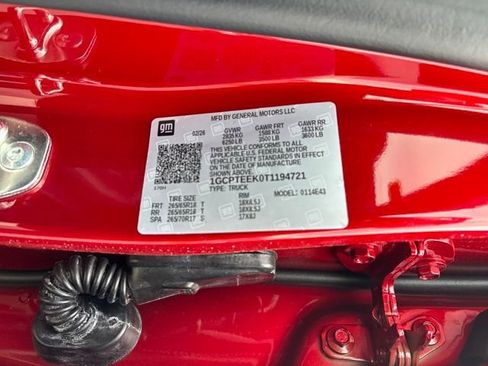 gm
MFD BY GENERAL MOTORS LLC
02/26 GVWR GAWR FRT GAWR RR
2835 KG 1588 KG 1633 KG
6250 LB 3500 LB 3600 LB
THIS VEHICLE CONFORMS TO ALL
APPLICABLE U.S. FEDERAL MOTOR
VEHICLE SAFETY STANDARDS IN EFFECT
ON THE DATE OF MANUFACTURE
SHOWN ABOVE.
1GCPTEEK0T1194721
TYPE: TRUCK MODEL: 0114E43
TIRE SIZE RIM
FRT 265/65R18 T 18X8.5J
RR 265/65R18 T 18X8.5J
SPA 265/70R17 S 17X8J